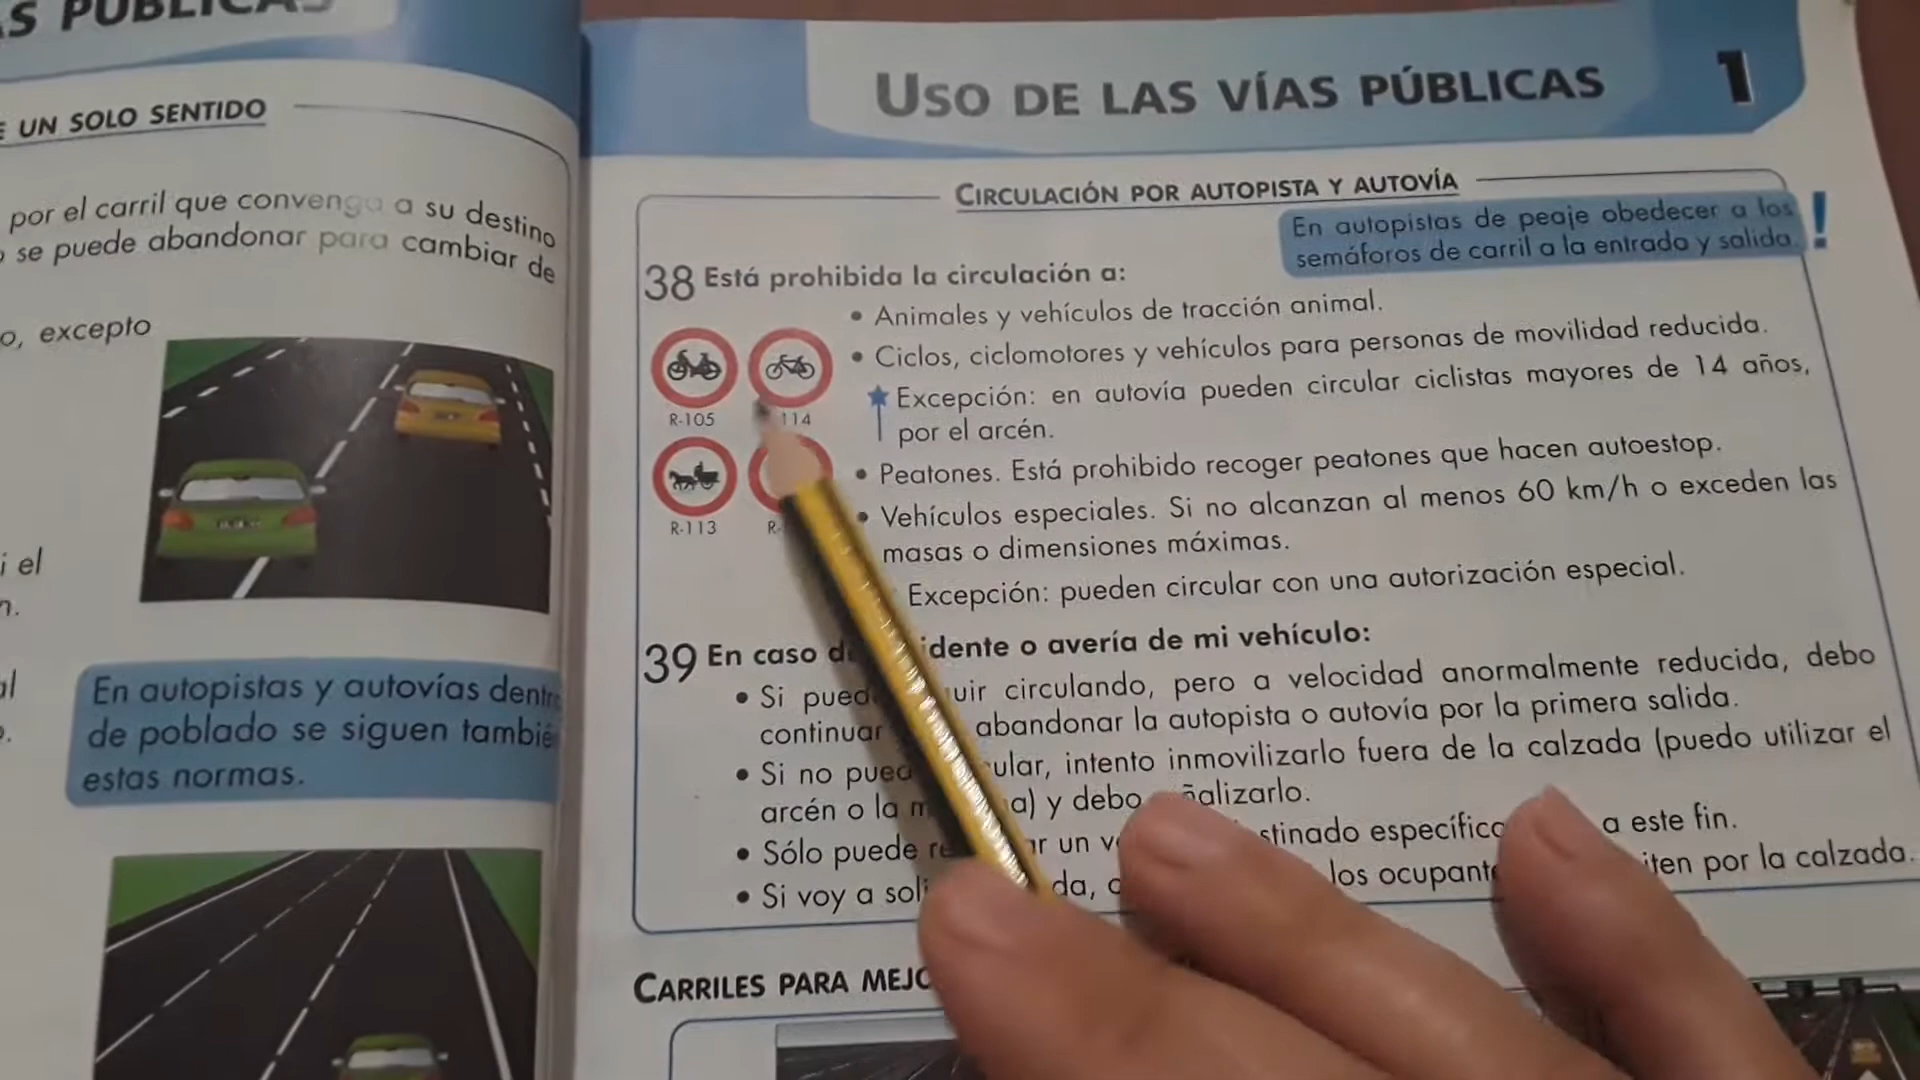 S PÚBLICAS
E UN SOLO SENTIDO
por el carril que convenga a su destino
se puede abandonar para cambiar de
o, excepto
i el
n.
al
En autopistas y autovías dentr
de poblado se siguen tambié
estas normas.
USO DE LAS VÍAS PÚBLICAS 1
CIRCULACIÓN POR AUTOPISTA Y AUTOVÍA
En autopistas de peaje obedecer a los
semáforos de carril a la entrada y salida. !
38 Está prohibida la circulación a:
• Animales y vehículos de tracción animal.
• Ciclos, ciclomotores y vehículos para personas de movilidad reducida.
Excepción: en autovía pueden circular ciclistas mayores de 14 años,
por el arcén.
R-105 114
• Peatones. Está prohibido recoger peatones que hacen autoestop.
• Vehículos especiales. Si no alcanzan al menos 60 km/h o exceden las
masas o dimensiones máximas.
R-113 R-
Excepción: pueden circular con una autorización especial.
39 En caso d idente o avería de mi vehículo:
• Si pued uir circulando, pero a velocidad anormalmente reducida, debo
continuar abandonar la autopista o autovía por la primera salida.
• Si no pued ular, intento inmovilizarlo fuera de la calzada (puedo utilizar el
arcén o la m a) y debo ñalizarlo.
• Sólo puede re ar un v stinado específic a este fin.
• Si voy a soli da, los ocupant iten por la calzada.
CARRILES PARA MEJO